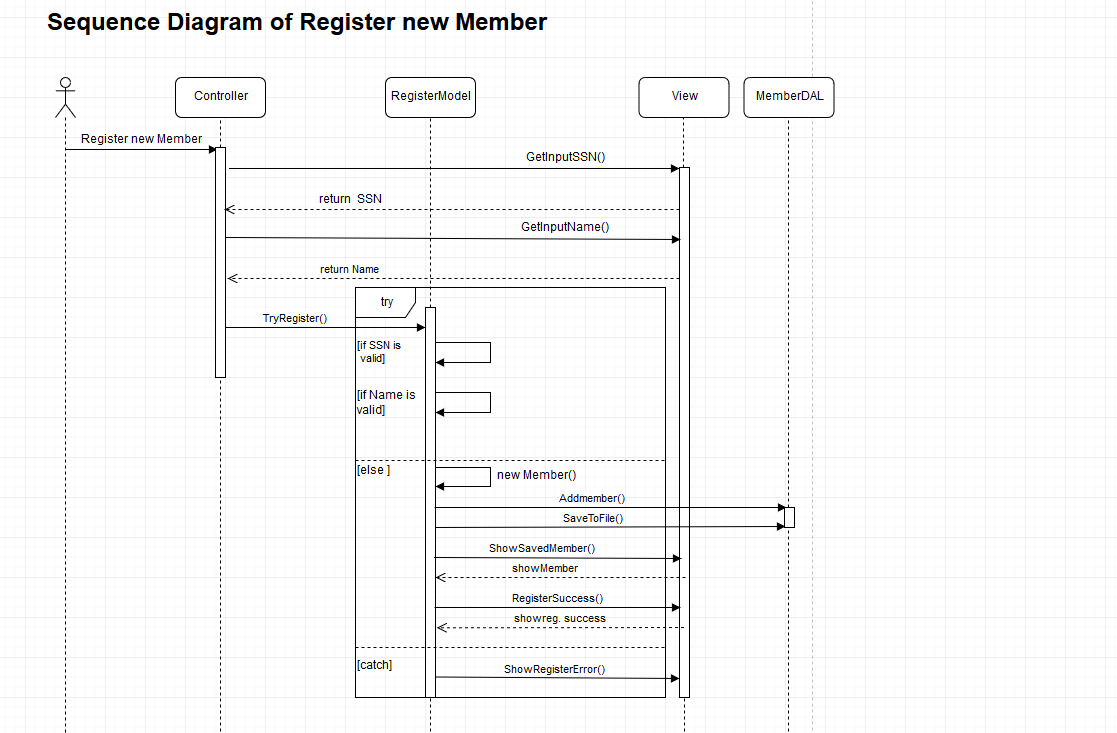 Sequence Diagram of Register new Member
Controller
RegisterModel
View
MemberDAL
Register new Member
GetInputSSN()
return SSN
GetInputName()
return Name
try
TryRegister()
[if SSN is
valid]
[if Name is
valid]
[else ]
new Member()
Addmember()
SaveToFile()
ShowSavedMember()
showMember
RegisterSuccess()
showreg. success
[catch]
ShowRegisterError()